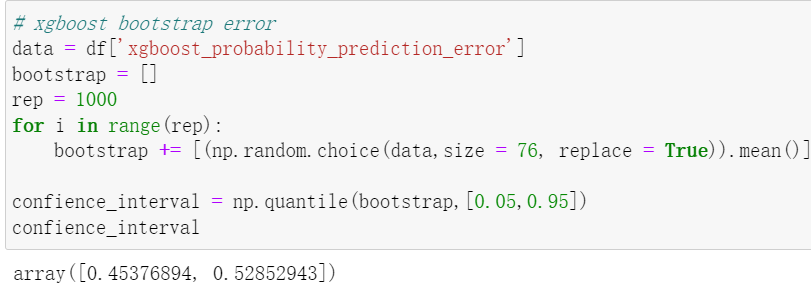 # xgboost bootstrap error
data = df['xgboost_probability_prediction_error']
bootstrap = []
rep = 1000
for i in range(rep):
    bootstrap += [(np.random.choice(data,size = 76, replace = True)).mean()]
confience_interval = np.quantile(bootstrap,[0.05,0.95])
confience_interval
array([0.45376894, 0.52852943])